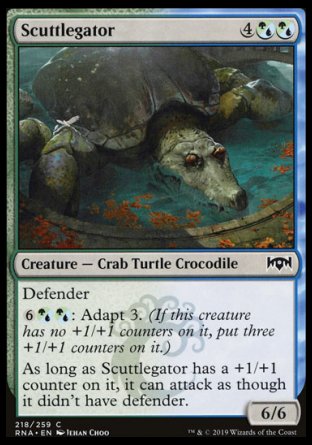 Scuttlegator 4
Creature — Crab Turtle Crocodile
Defender
6 : Adapt 3. (If this creature
has no +1/+1 counters on it, put three
+1/+1 counters on it.)
As long as Scuttlegator has a +1/+1
counter on it, it can attack as though
it didn't have defender.
6/6
218/259 C
RNA • EN Jehan Choo
™ & © 2019 Wizards of the Coast